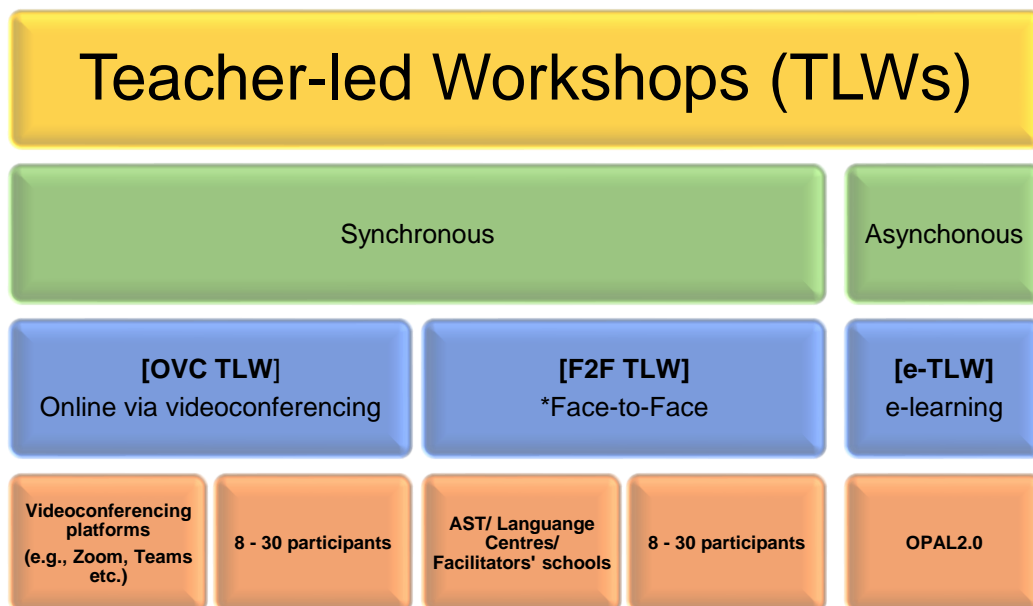 Teacher-led Workshops (TLWs)
Synchronous
Asynchonous
[OVC TLW]
Online via videoconferencing
[F2F TLW]
*Face-to-Face
[e-TLW]
e-learning
Videoconferencing
platforms
(e.g., Zoom, Teams
etc.)
8 - 30 participants
AST/ Languange
Centres/
Facilitators' schools
8 - 30 participants
OPAL2.0